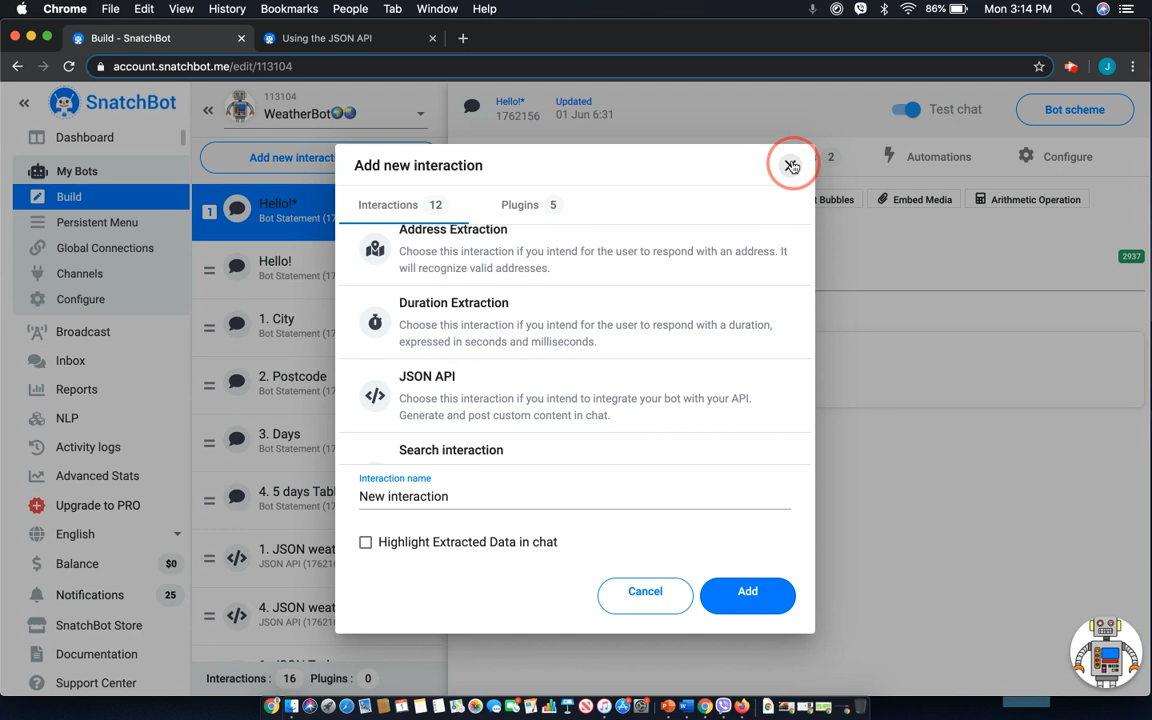 Chrome File Edit View History Bookmarks People Tab Window Help 86% Mon 3:14 PM
Build - SnatchBot Using the JSON API
account.snatchbot.me/edit/113104 J
SnatchBot
Dashboard
My Bots
Build
Persistent Menu
Global Connections
Channels
Configure
Broadcast
Inbox
Reports
NLP
Activity logs
Advanced Stats
Upgrade to PRO
English
Balance $0
Notifications 25
SnatchBot Store
Documentation
Support Center
113104
WeatherBot
Add new interact
1 Hello!*
Bot Statement (17
Hello!
Bot Statement (17
1. City
Bot Statement (17
2. Postcode
Bot Statement (17
3. Days
Bot Statement (17
4. 5 days Tabl
Bot Statement (17
1. JSON weat
JSON API (17621
4. JSON weat
JSON API (17621
Interactions : 16 Plugins : 0
Hello!* Updated
1762156 01 Jun 6:31
Test chat
Bot scheme
2 Automations Configure
t Bubbles Embed Media Arithmetic Operation
2937
Add new interaction
Interactions 12 Plugins 5
Address Extraction
Choose this interaction if you intend for the user to respond with an address. It
will recognize valid addresses.
Duration Extraction
Choose this interaction if you intend for the user to respond with a duration,
expressed in seconds and milliseconds.
JSON API
Choose this interaction if you intend to integrate your bot with your API.
Generate and post custom content in chat.
Search interaction
Interaction name
New interaction
Highlight Extracted Data in chat
Cancel Add